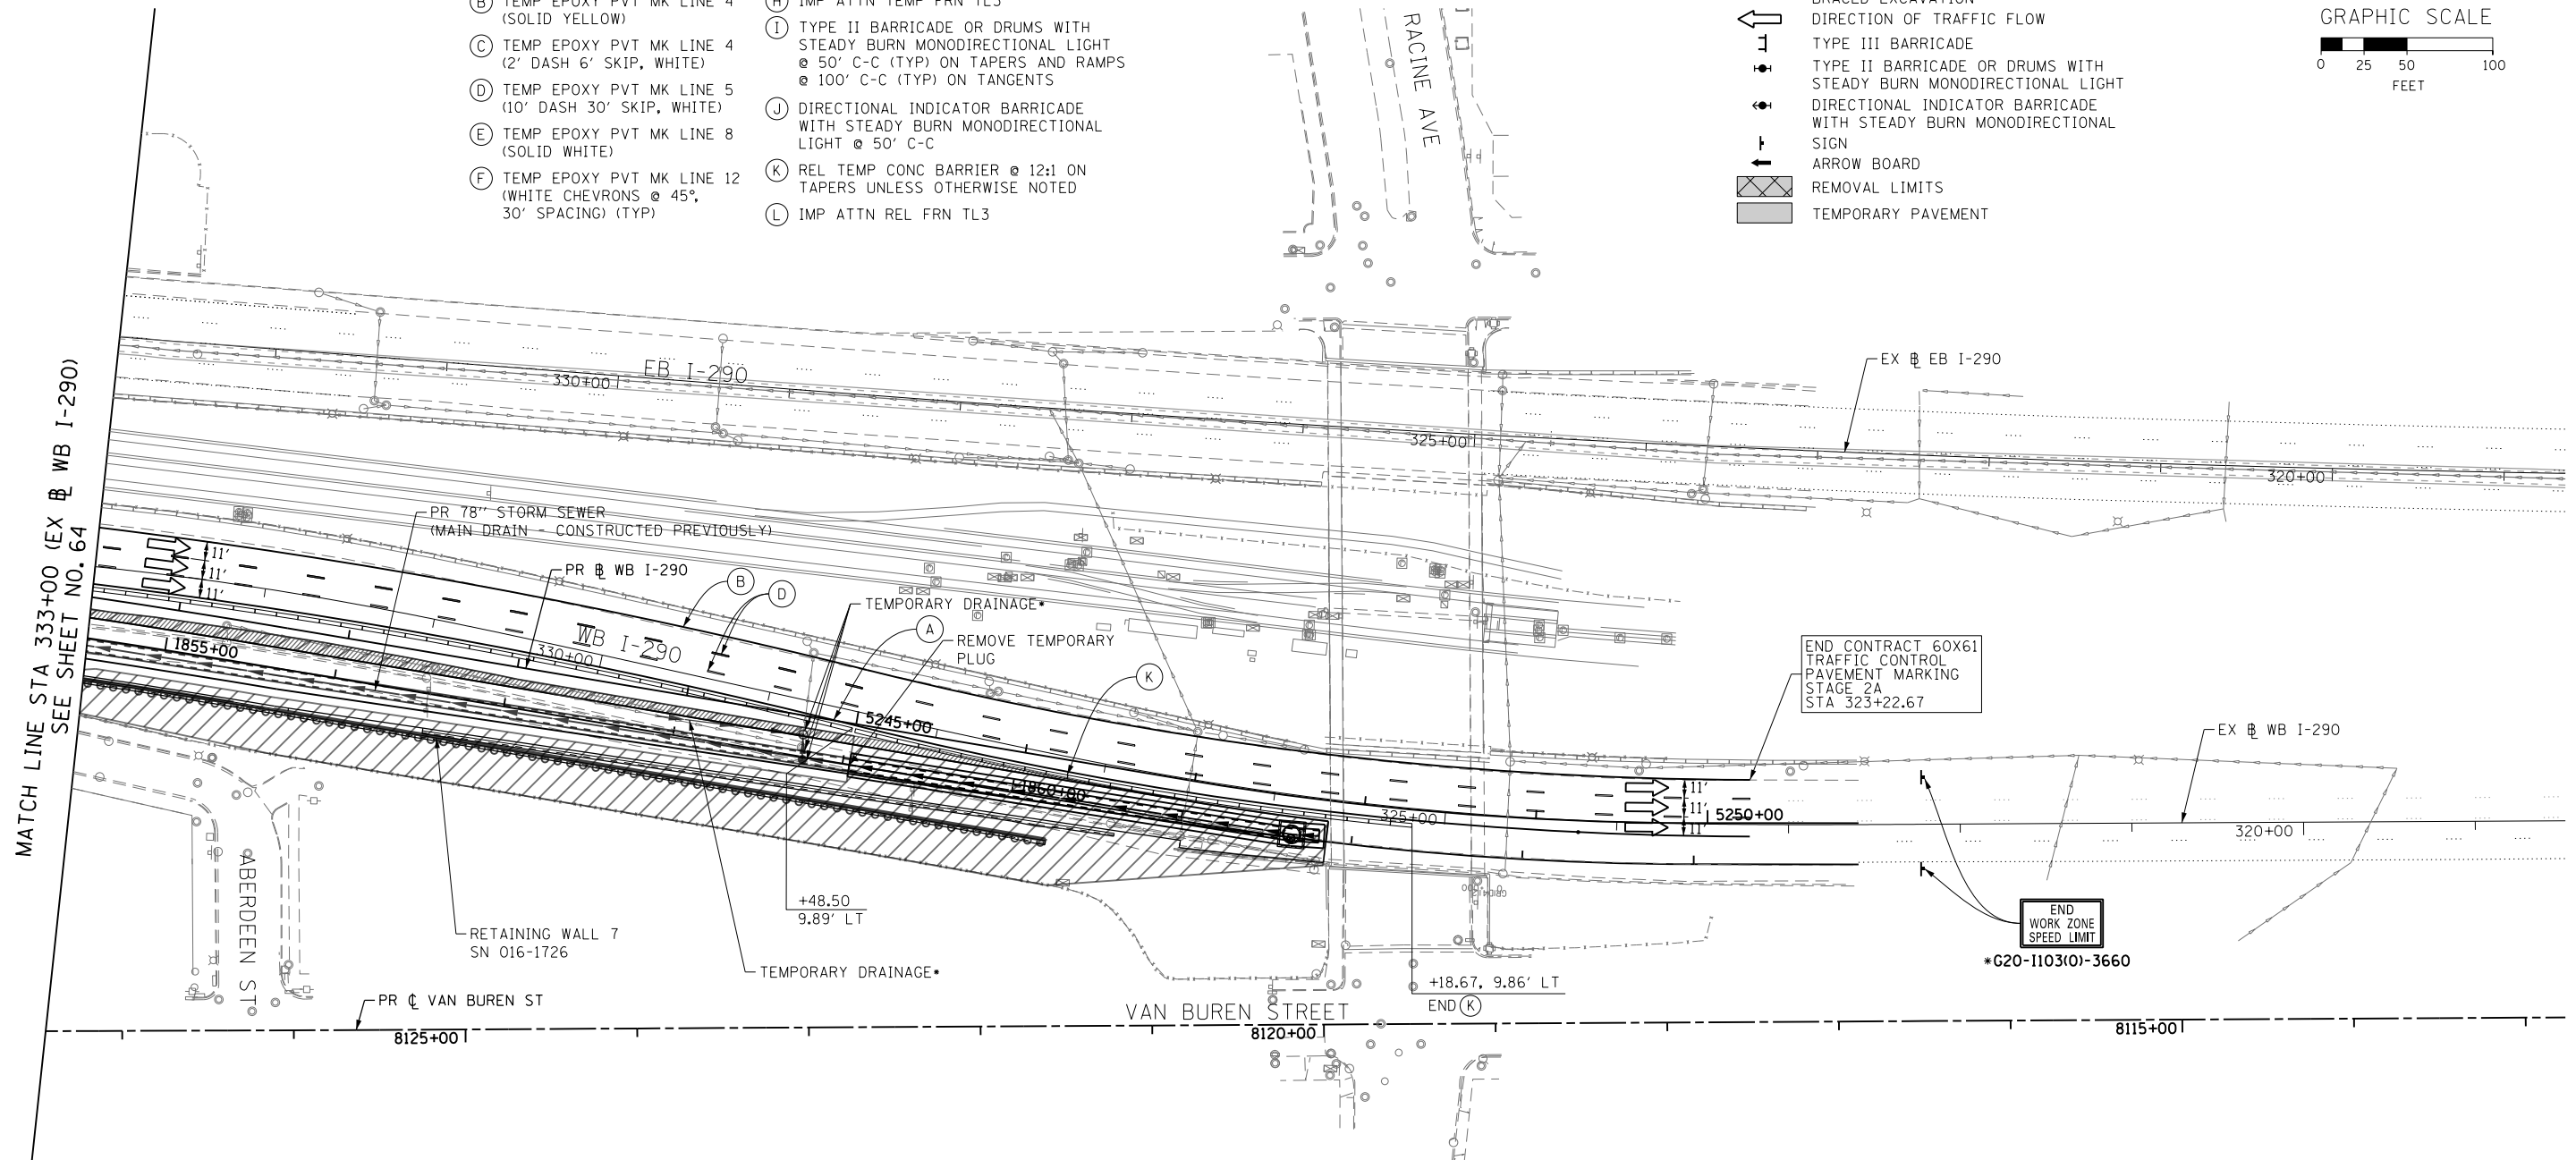 B TEMP EPOXY PVT MK LINE 4
(SOLID YELLOW)
C TEMP EPOXY PVT MK LINE 4
(2' DASH 6' SKIP, WHITE)
D TEMP EPOXY PVT MK LINE 5
(10' DASH 30' SKIP, WHITE)
E TEMP EPOXY PVT MK LINE 8
(SOLID WHITE)
F TEMP EPOXY PVT MK LINE 12
(WHITE CHEVRONS @ 45°,
30' SPACING) (TYP)
H IMP ATTN TEMP FRN TL3
I TYPE II BARRICADE OR DRUMS WITH
STEADY BURN MONODIRECTIONAL LIGHT
@ 50' C-C (TYP) ON TAPERS AND RAMPS
@ 100' C-C (TYP) ON TANGENTS
J DIRECTIONAL INDICATOR BARRICADE
WITH STEADY BURN MONODIRECTIONAL
LIGHT @ 50' C-C
K REL TEMP CONC BARRIER @ 12:1 ON
TAPERS UNLESS OTHERWISE NOTED
L IMP ATTN REL FRN TL3
RACINE AVE
BRACED EXCAVATION
DIRECTION OF TRAFFIC FLOW
TYPE III BARRICADE
TYPE II BARRICADE OR DRUMS WITH
STEADY BURN MONODIRECTIONAL LIGHT
DIRECTIONAL INDICATOR BARRICADE
WITH STEADY BURN MONODIRECTIONAL
SIGN
ARROW BOARD
REMOVAL LIMITS
TEMPORARY PAVEMENT
GRAPHIC SCALE
0 25 50 100
FEET
MATCH LINE STA 333+00 (EX ⅊ WB I-290)
SEE SHEET NO. 64
330+00
EB I-290
325+00
EX ⅊ EB I-290
320+00
PR 78" STORM SEWER
(MAIN DRAIN - CONSTRUCTED PREVIOUSLY)
11'
11'
11'
PR ⅊ WB I-290
B
D
TEMPORARY DRAINAGE*
A
REMOVE TEMPORARY
PLUG
K
WB I-290
330+00
1855+00
5245+00
1860+00
325+00
END CONTRACT 60X61
TRAFFIC CONTROL
PAVEMENT MARKING
STAGE 2A
STA 323+22.67
11'
11'
11'
5250+00
EX ⅊ WB I-290
320+00
END
WORK ZONE
SPEED LIMIT
*G20-I103(0)-3660
+48.50
9.89' LT
RETAINING WALL 7
SN 016-1726
TEMPORARY DRAINAGE*
ABERDEEN ST
+18.67, 9.86' LT
END K
PR ℄ VAN BUREN ST
VAN BUREN STREET
8125+00
8120+00
8115+00